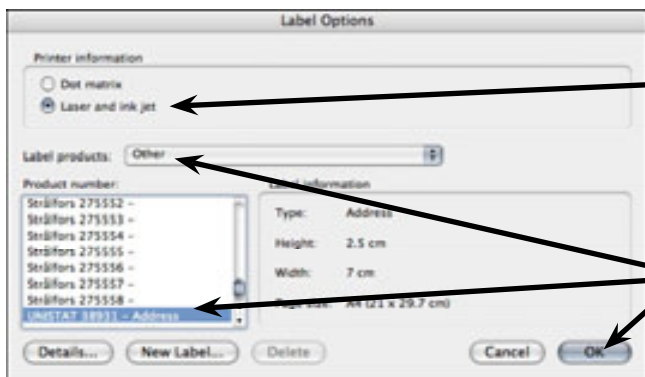 Label Options
Printer information
Dot matrix
Laser and ink jet
Label products: Other
Product number:
Label information
Strålfors 275552 -
Strålfors 275553 -
Strålfors 275554 -
Strålfors 275555 -
Strålfors 275556 -
Strålfors 275557 -
Strålfors 275558 -
UNISTAT 38931 - Address
Type: Address
Height: 2.5 cm
Width: 7 cm
Page size: A4 (21 x 29.7 cm)
Details... New Label... Delete Cancel OK